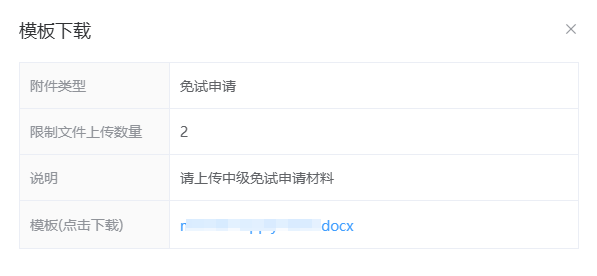 模板下载
附件类型 免试申请
限制文件上传数量 2
说明 请上传中级免试申请材料
模板(点击下载) docx